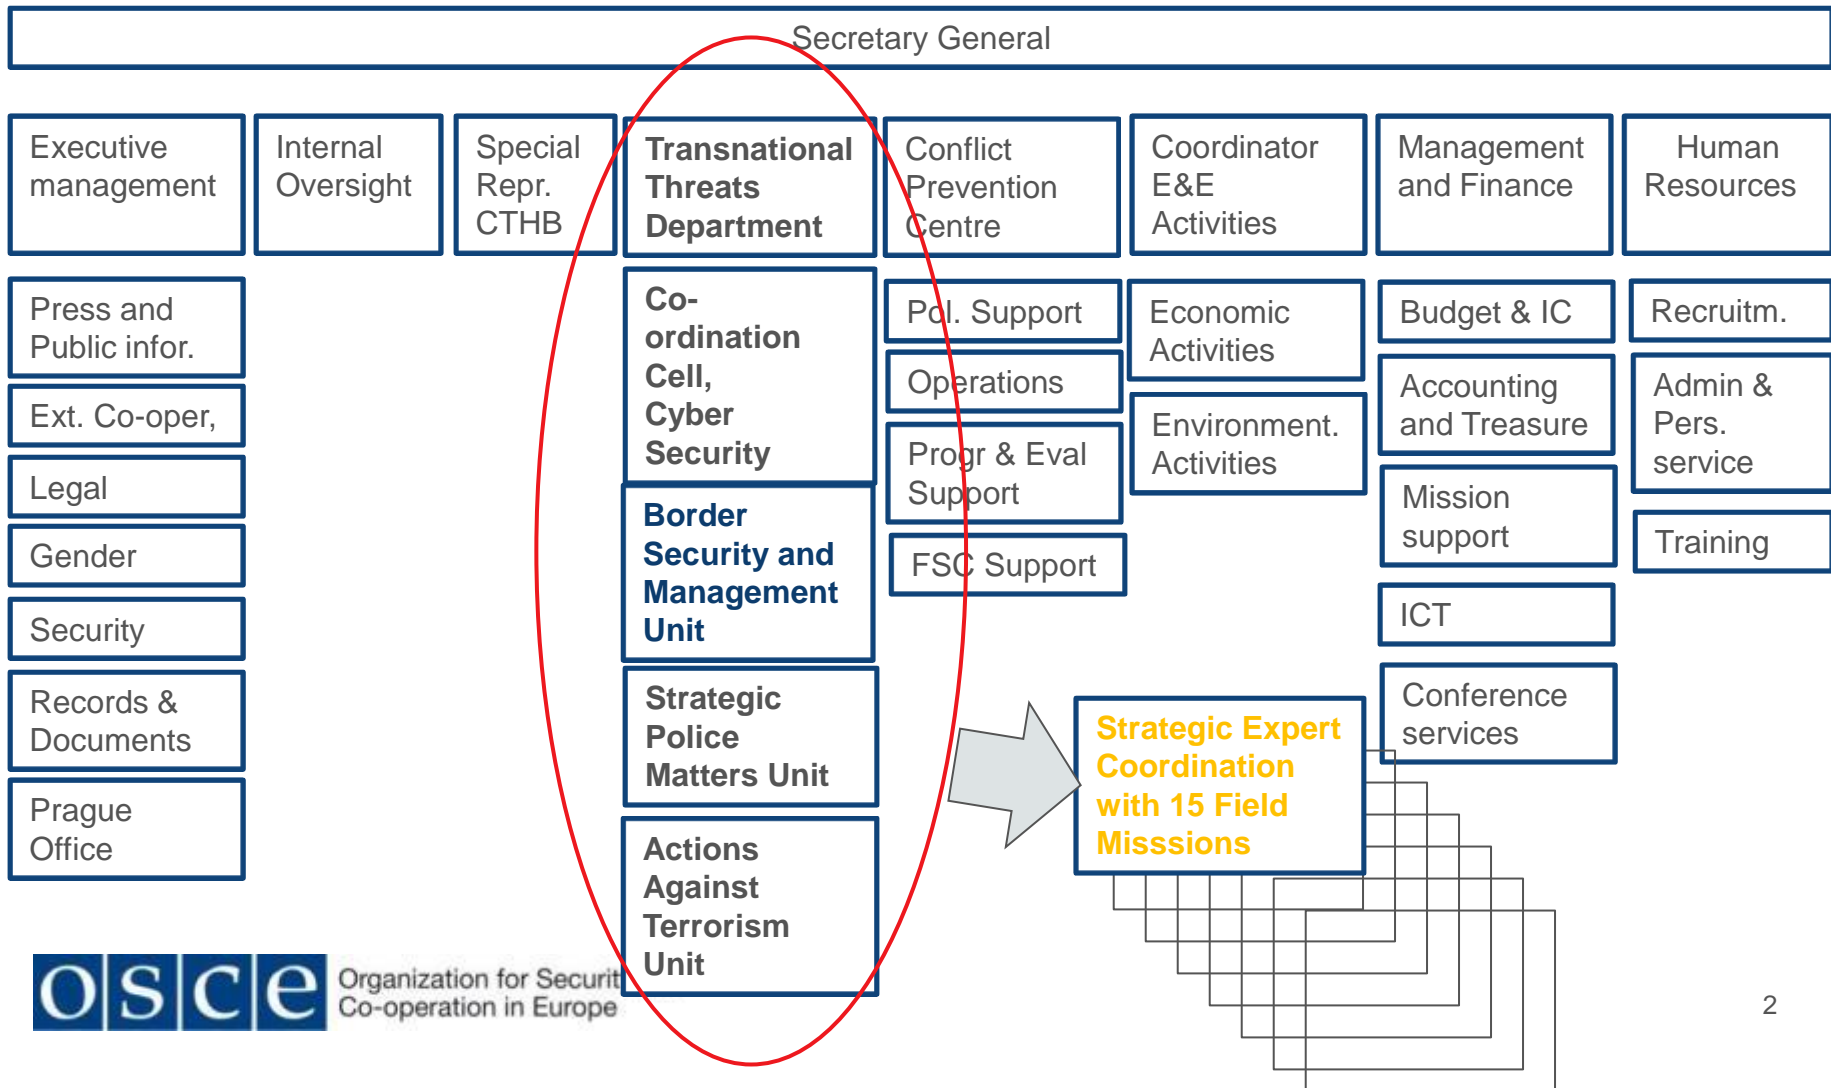 Secretary General
Executive
management
Internal
Oversight
Special
Repr.
CTHB
Transnational
Threats
Department
Conflict
Prevention
Centre
Coordinator
E&E
Activities
Management
and Finance
Human
Resources
Press and
Public infor.
Ext. Co-oper,
Legal
Gender
Security
Records &
Documents
Prague
Office
Co-
ordination
Cell,
Cyber
Security
Border
Security and
Management
Unit
Strategic
Police
Matters Unit
Actions
Against
Terrorism
Unit
Pol. Support
Operations
Progr & Eval
Support
FSC Support
Economic
Activities
Environment.
Activities
Budget & IC
Accounting
and Treasure
Mission
support
ICT
Conference
services
Recruitm.
Admin &
Pers.
service
Training
Strategic Expert
Coordination
with 15 Field
Misssions
osce
Organization for Securit
Co-operation in Europe
2